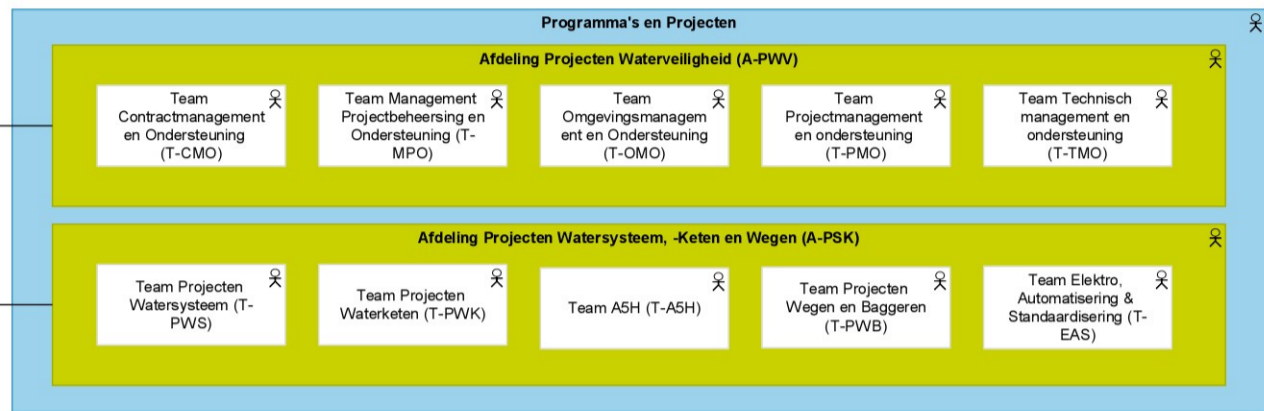 Programma's en Projecten
Afdeling Projecten Waterveiligheid (A-PWV)
Team
Contractmanagement
en Ondersteuning
(T-CMO)
Team Management
Projectbeheersing en
Ondersteuning (T-
MPO)
Team
Omgevingsmanagem
ent en Ondersteuning
(T-OMO)
Team
Projectmanagement
en ondersteuning
(T-PMO)
Team Technisch
management en
ondersteuning
(T-TMO)
Afdeling Projecten Watersysteem, -Keten en Wegen (A-PSK)
Team Projecten
Watersysteem (T-
PWS)
Team Projecten
Waterketen (T-PWK)
Team A5H (T-A5H)
Team Projecten
Wegen en Baggeren
(T-PWB)
Team Elektro,
Automatisering &
Standaardisering (T-
EAS)